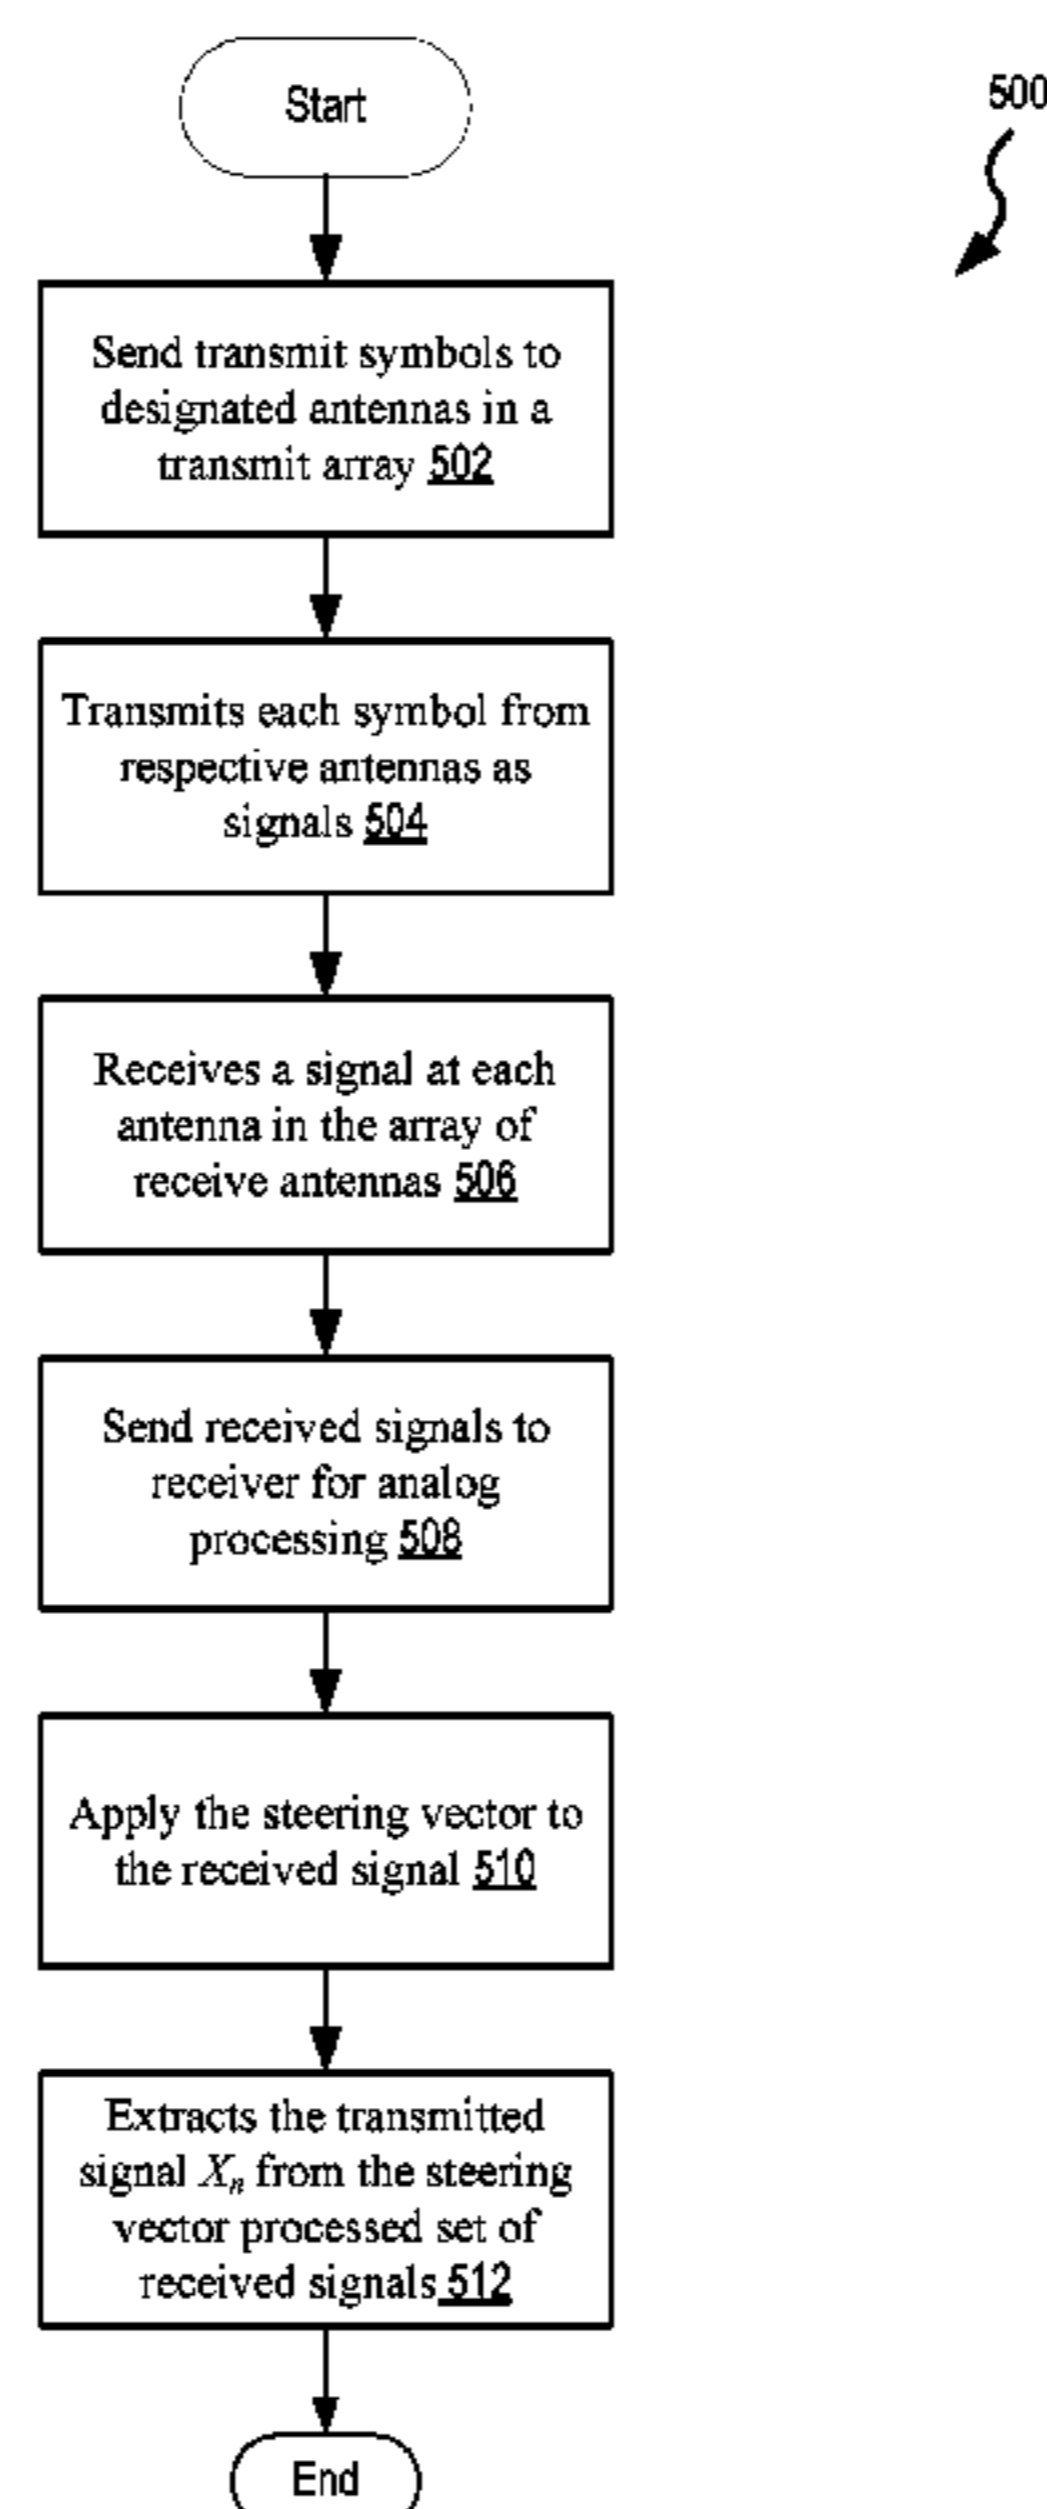 Start
500
Send transmit symbols to
designated antennas in a
transmit array 502
Transmits each symbol from
respective antennas as
signals 504
Receives a signal at each
antenna in the array of
receive antennas 506
Send received signals to
receiver for analog
processing 508
Apply the steering vector to
the received signal 510
Extracts the transmitted
signal Xn from the steering
vector processed set of
received signals 512
End